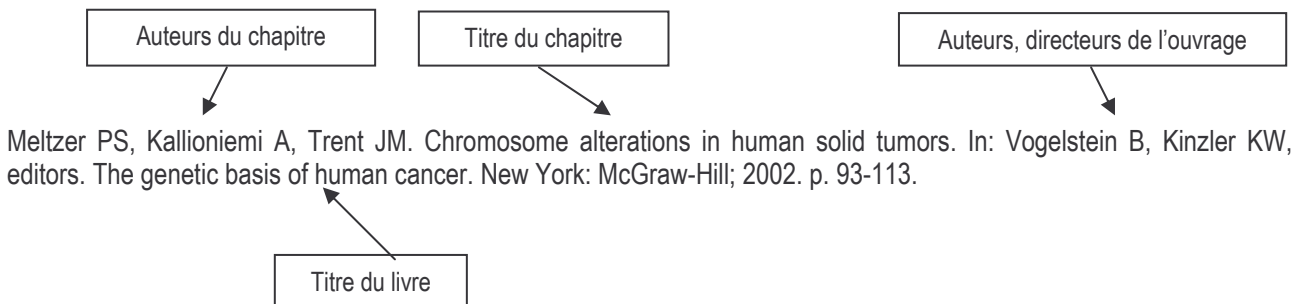 Auteurs du chapitre
Titre du chapitre
Auteurs, directeurs de l’ouvrage
Meltzer PS, Kallioniemi A, Trent JM. Chromosome alterations in human solid tumors. In: Vogelstein B, Kinzler KW,
editors. The genetic basis of human cancer. New York: McGraw-Hill; 2002. p. 93-113.
Titre du livre